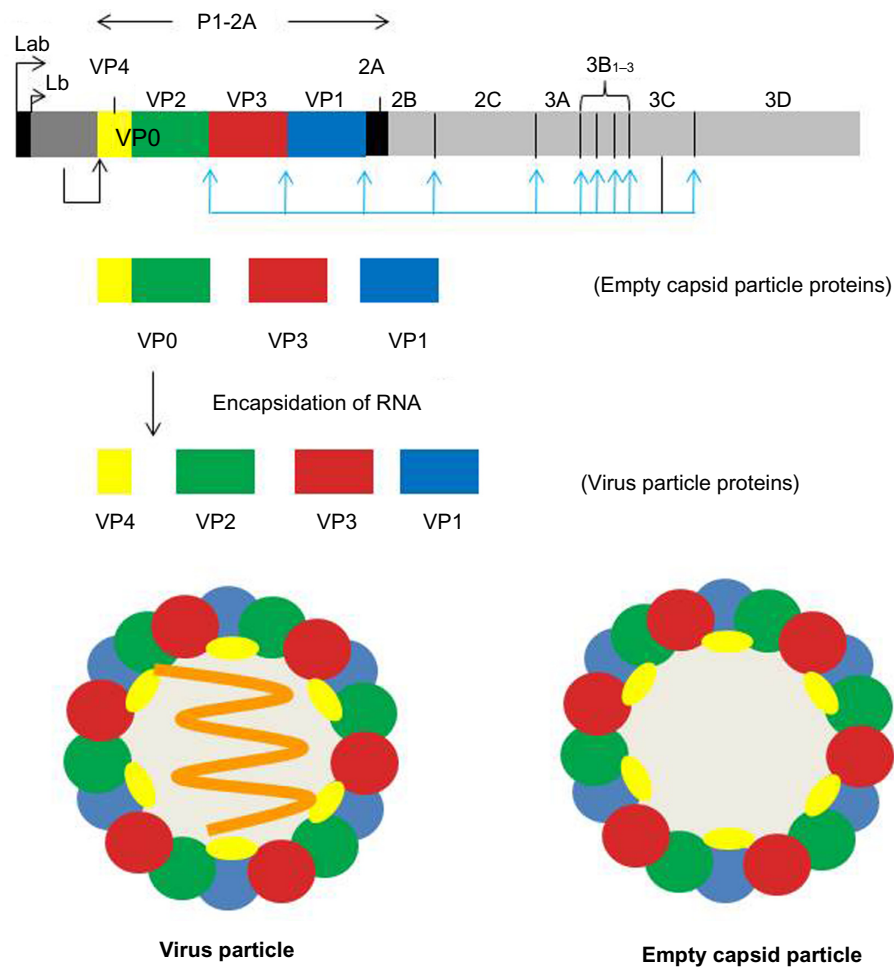 P1-2A
Lab
Lb
VP4
2A
3B1–3
VP2 VP3 VP1 2B 2C 3A 3C 3D
VP0
(Empty capsid particle proteins)
VP0 VP3 VP1
Encapsidation of RNA
(Virus particle proteins)
VP4 VP2 VP3 VP1
Virus particle
Empty capsid particle